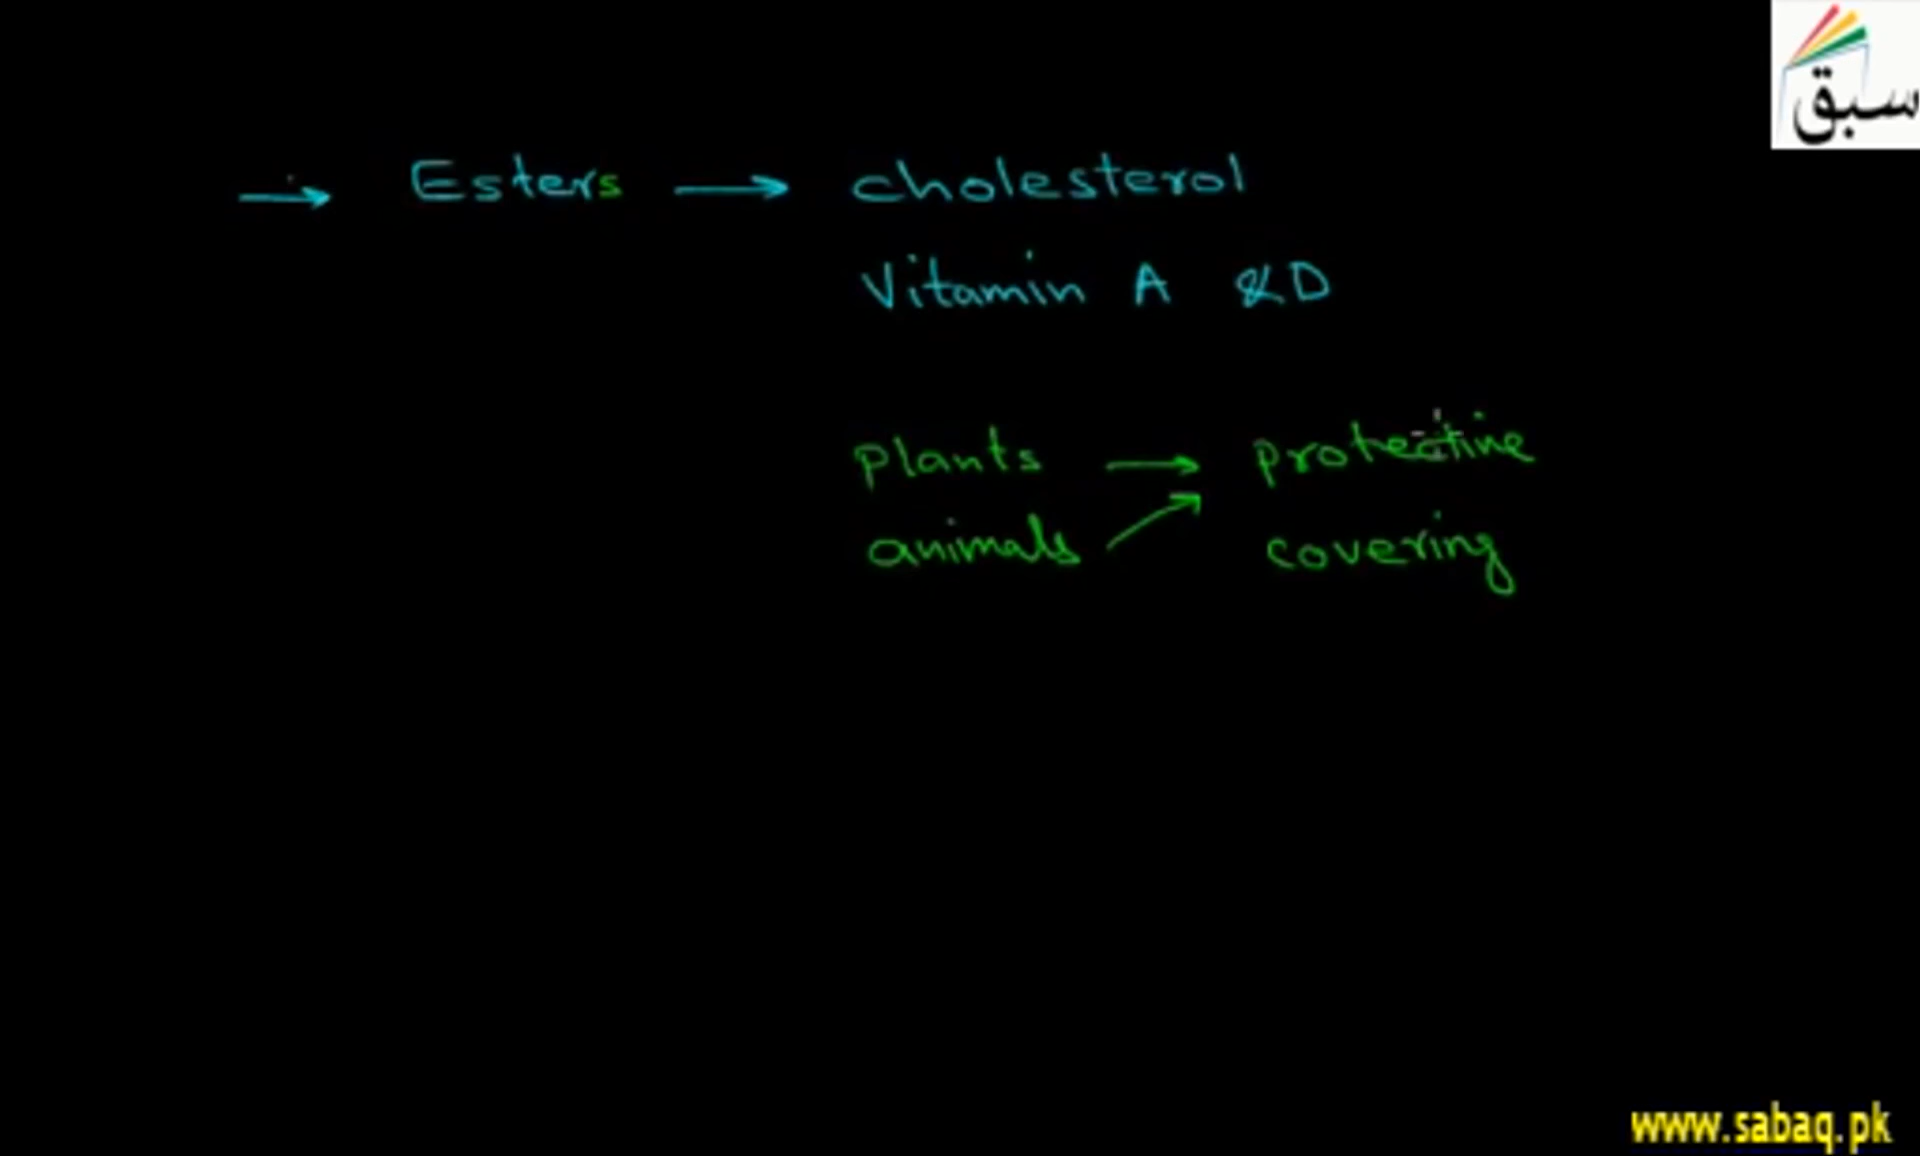 سبق
→ Esters → cholesterol
Vitamin A & D
plants → protective
animals ↗ covering
www.sabaq.pk